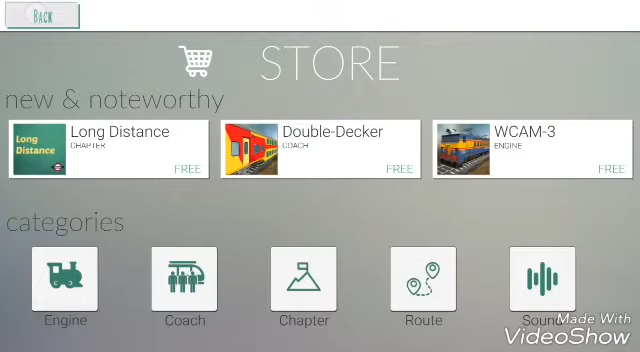 BACK
STORE
new & noteworthy
Long Distance
Long Distance
CHAPTER
FREE
Double-Decker
COACH
FREE
WCAM-3
ENGINE
FREE
categories
Engine
Coach
Chapter
Route
Sound
Made With
VideoShow